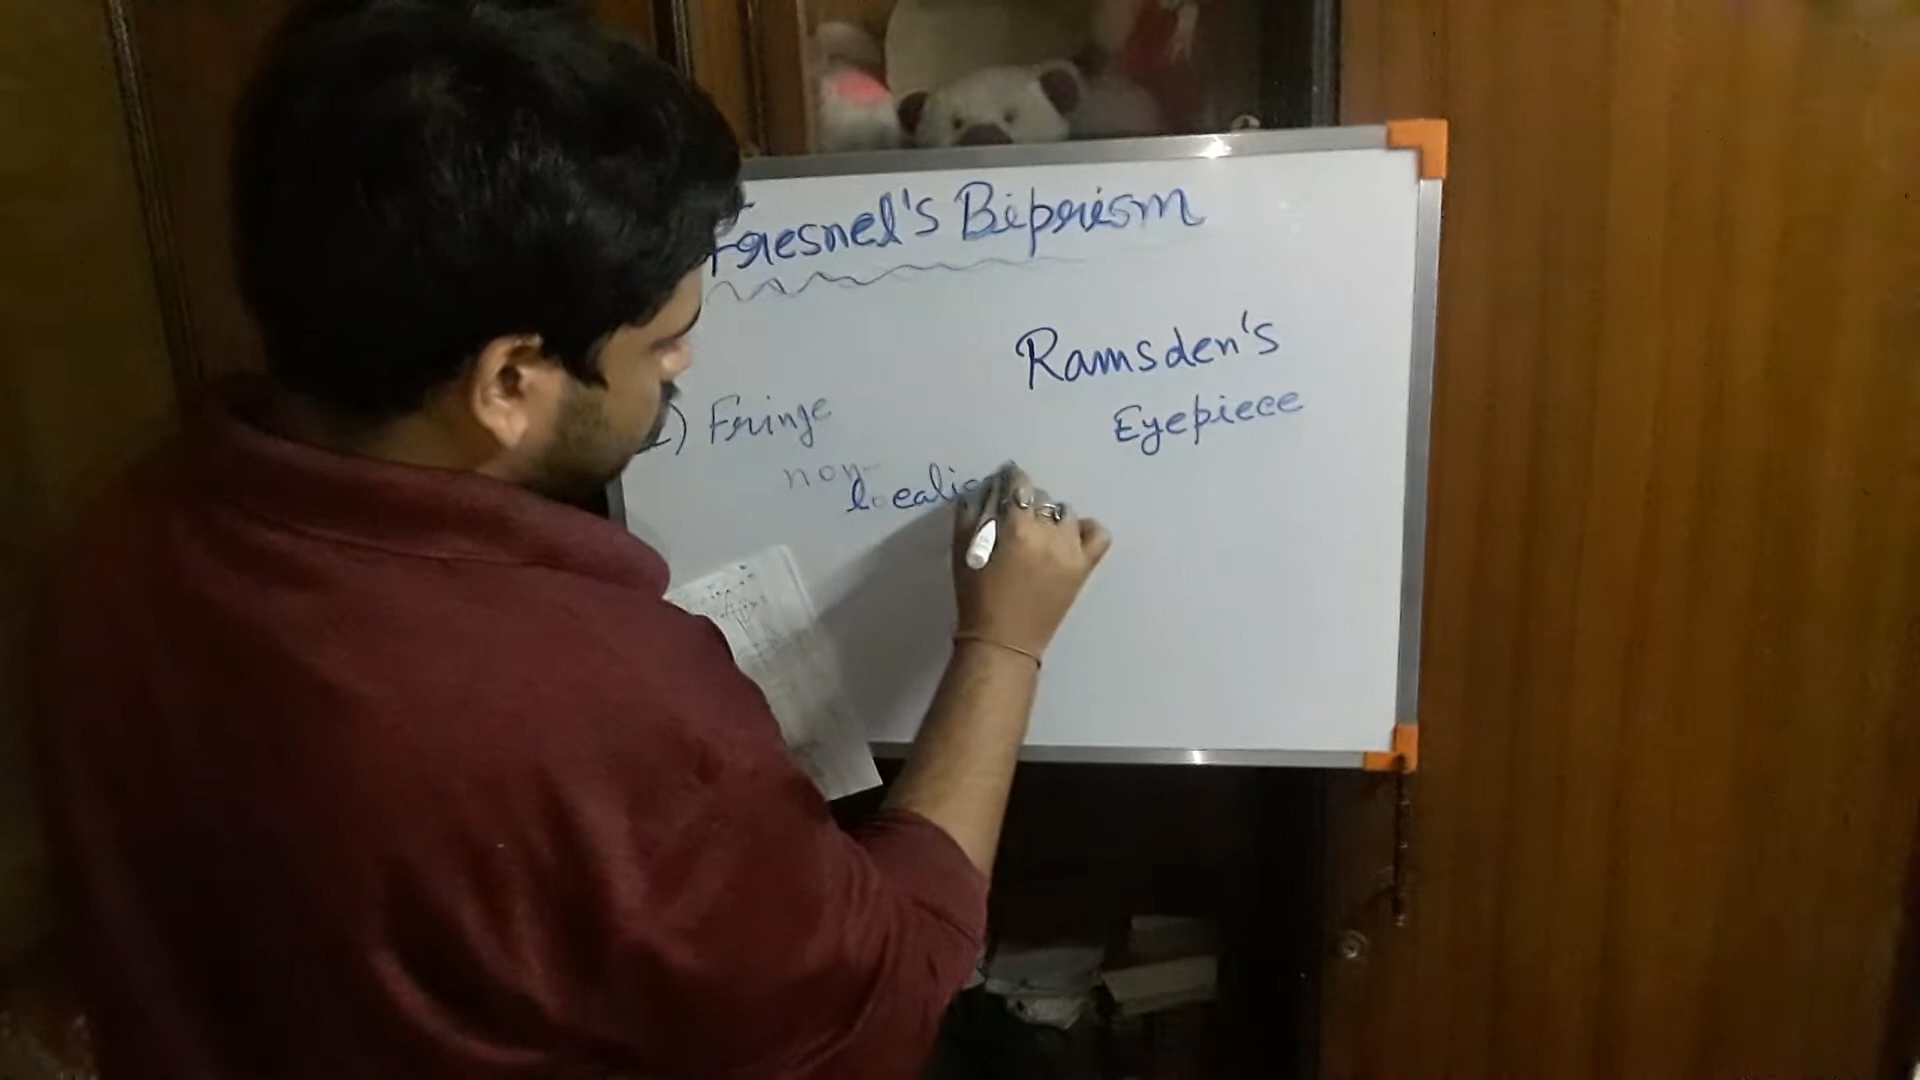 Fresnel's Biprism
Ramsden's
Eyepiece
Fringe
non-